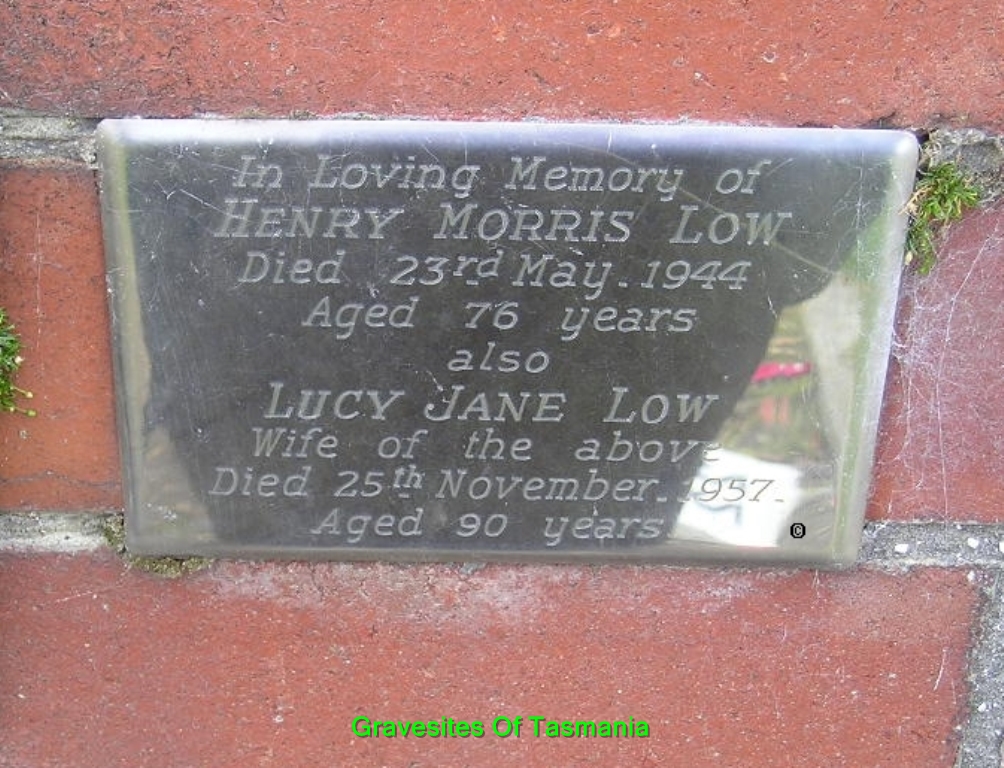 In Loving Memory of
HENRY MORRIS LOW
Died 23rd May. 1944
Aged 76 years
also
LUCY JANE LOW
Wife of the above
Died 25th November. 1957.
Aged 90 years
©
Gravesites Of Tasmania